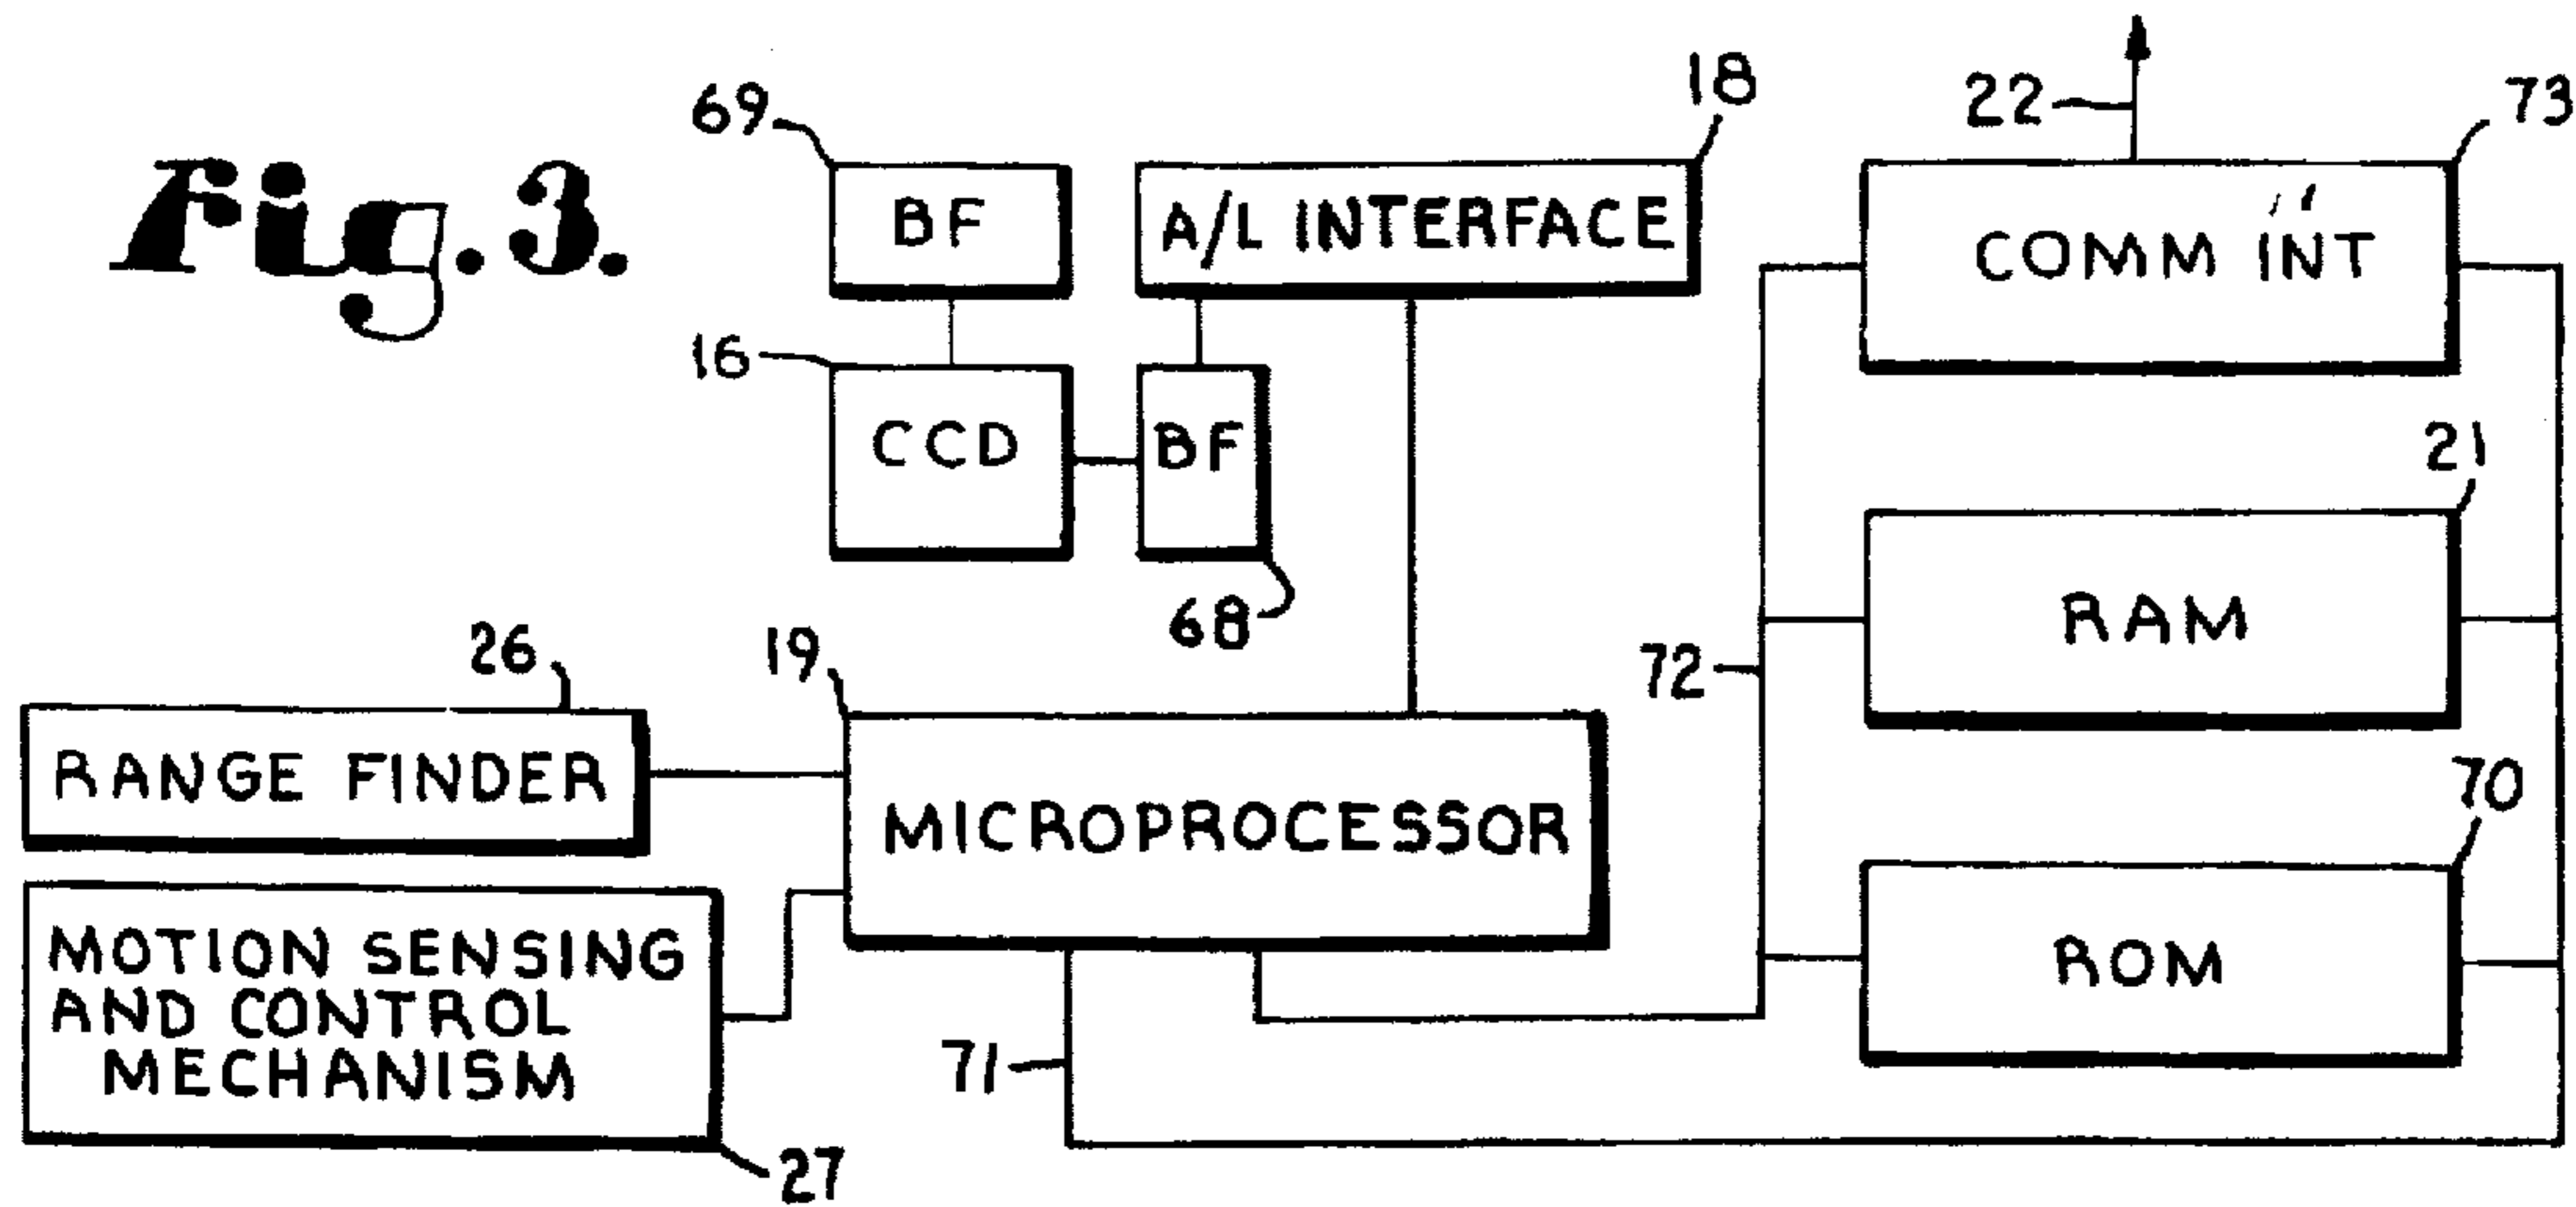 Fig. 3.
69
BF
18
A/L INTERFACE
22
73
COMM INT
16
CCD
BF
68
21
RAM
72
26
RANGE FINDER
19
MICROPROCESSOR
70
ROM
MOTION SENSING
AND CONTROL
MECHANISM
27
71